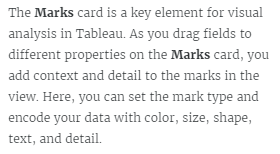 The Marks card is a key element for visual
analysis in Tableau. As you drag fields to
different properties on the Marks card, you
add context and detail to the marks in the
view. Here, you can set the mark type and
encode your data with color, size, shape,
text, and detail.